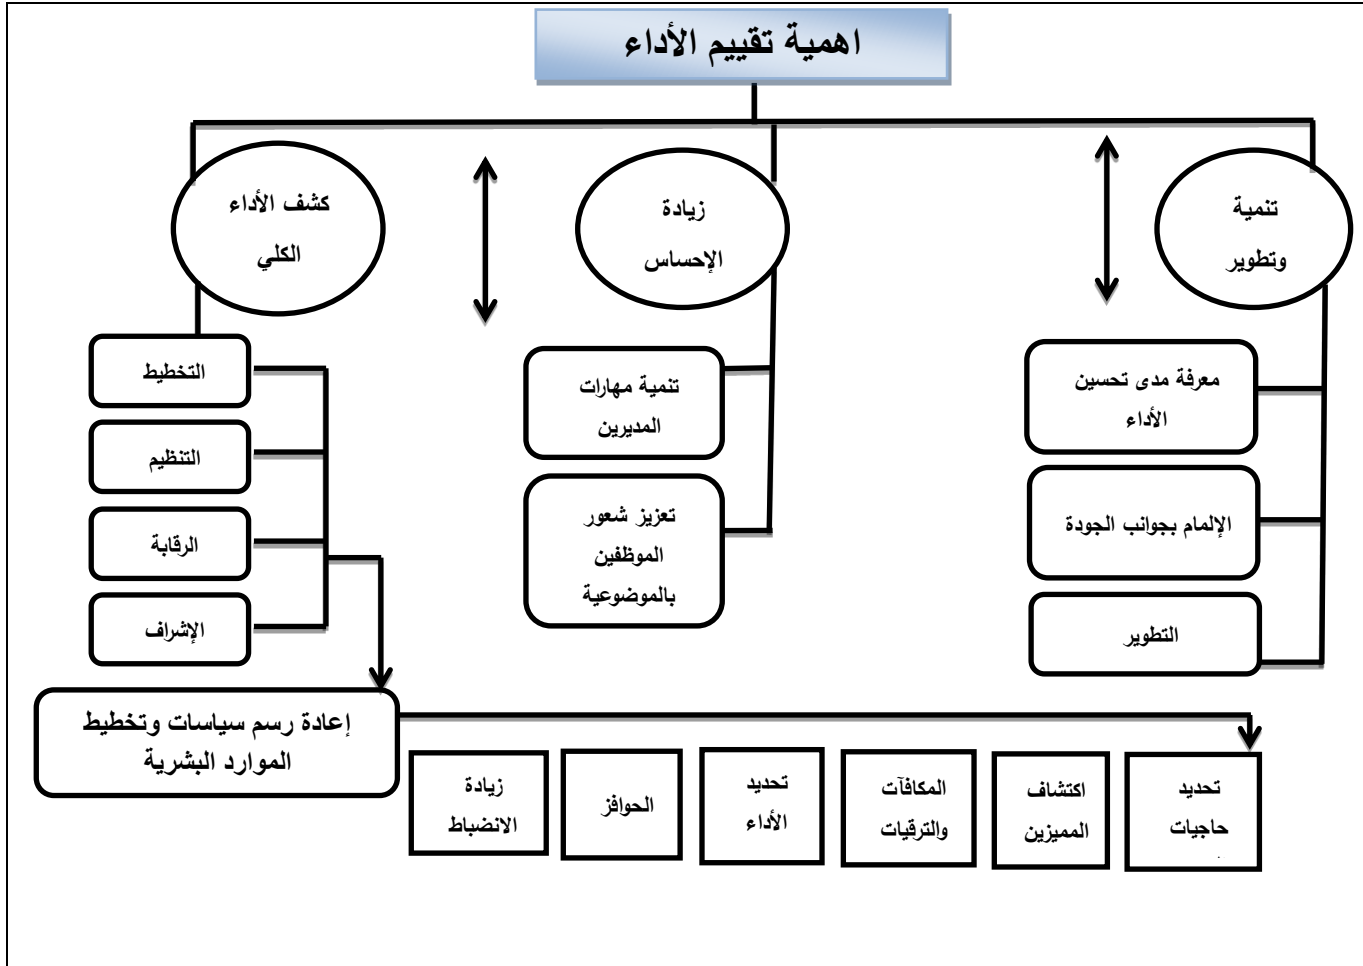 اهمية تقييم الأداء
تنمية
وتطوير
زيادة
الإحساس
كشف الأداء
الكلي
معرفة مدى تحسين
الأداء
الإلمام بجوانب الجودة
التطوير
تنمية مهارات
المديرين
تعزيز شعور
الموظفين
بالموضوعية
التخطيط
التنظيم
الرقابة
الإشراف
إعادة رسم سياسات وتخطيط
الموارد البشرية
تحديد
حاجيات
اكتشاف
المميزين
المكافآت
والترقيات
تحديد
الأداء
الحوافز
زيادة
الانضباط